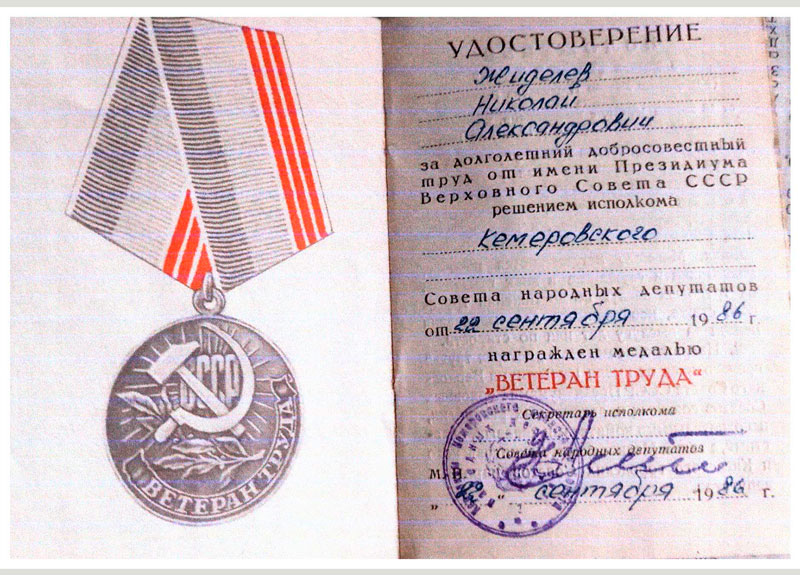 СССР
ВЕТЕРАН ТРУДА
УДОСТОВЕРЕНИЕ
Жиделев
Николай
Александрович
за долголетний добросовестный
труд от имени Президиума
Верховного Совета СССР
решением исполкома
Кемеровского
Совета народных депутатов
от 22 сентября 1986 г.
награжден медалью
„ВЕТЕРАН ТРУДА“
Секретарь исполкома
Совета народных депутатов
М. П.
„22“ сентября 1986 г.